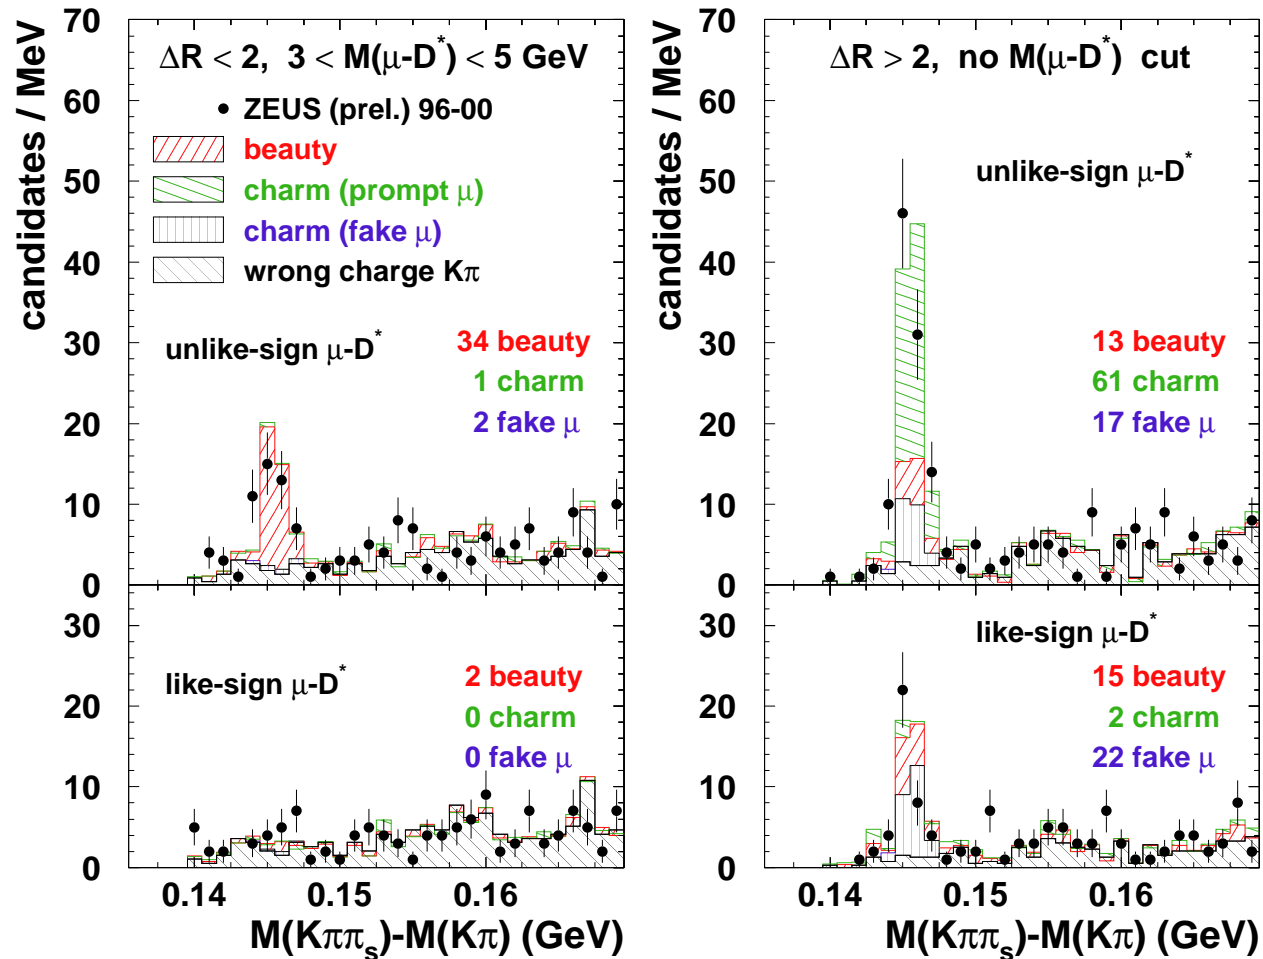 candidates / MeV
70
60
50
40
30
20
10
0
30
20
10
0
ΔR < 2, 3 < M(μ-D*) < 5 GeV
ZEUS (prel.) 96-00
beauty
charm (prompt μ)
charm (fake μ)
wrong charge Kπ
unlike-sign μ-D*
34 beauty
1 charm
2 fake μ
like-sign μ-D*
2 beauty
0 charm
0 fake μ
0.14 0.15 0.16
M(Kππs)-M(Kπ) (GeV)
candidates / MeV
70
60
50
40
30
20
10
0
30
20
10
0
ΔR > 2, no M(μ-D*) cut
unlike-sign μ-D*
13 beauty
61 charm
17 fake μ
like-sign μ-D*
15 beauty
2 charm
22 fake μ
0.14 0.15 0.16
M(Kππs)-M(Kπ) (GeV)